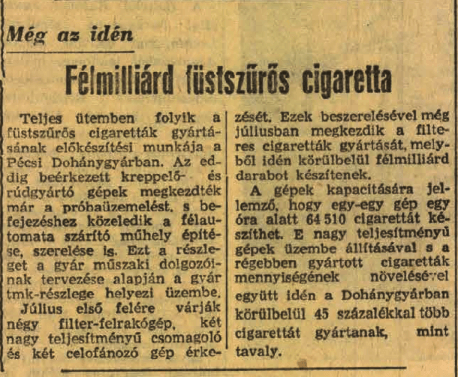 Még az idén
Félmilliárd füstszűrős cigaretta
Teljes ütemben folyik a
füstszűrős cigaretták gyártá-
sának előkészítési munkája a
Pécsi Dohánygyárban. Az ed-
dig beérkezett kreppelő- és
rúdgyártó gépek megkezdték
már a próbaüzemelést, s be
befejezéshez közeledik a félau-
tomata szárító műhely építé-
se, szerelése is. Ezt a részle-
get a gyár műszaki dolgozói-
nak tervezése alapján a gyár
tmk-részlege helyezi üzembe.
Július első felére várják
négy filter-felrakógép, két
nagy teljesítményű csomagoló
és két celofánozó gép érke-
zését. Ezek beszerelésével még
júliusban megkezdik a filte-
res cigaretták gyártását, mely-
ből idén körülbelül félmilliárd
darabot készítenek.
A gépek kapacitására jel-
lemző, hogy egy-egy gép egy
óra alatt 64 510 cigarettát ké-
szíthet. E nagy teljesítményű
gépek üzembe állításával s a
régebben gyártott cigaretták
mennyiségének növelésével
együtt idén a Dohánygyárban
körülbelül 45 százalékkal több
cigarettát gyártanak, mint
tavaly.